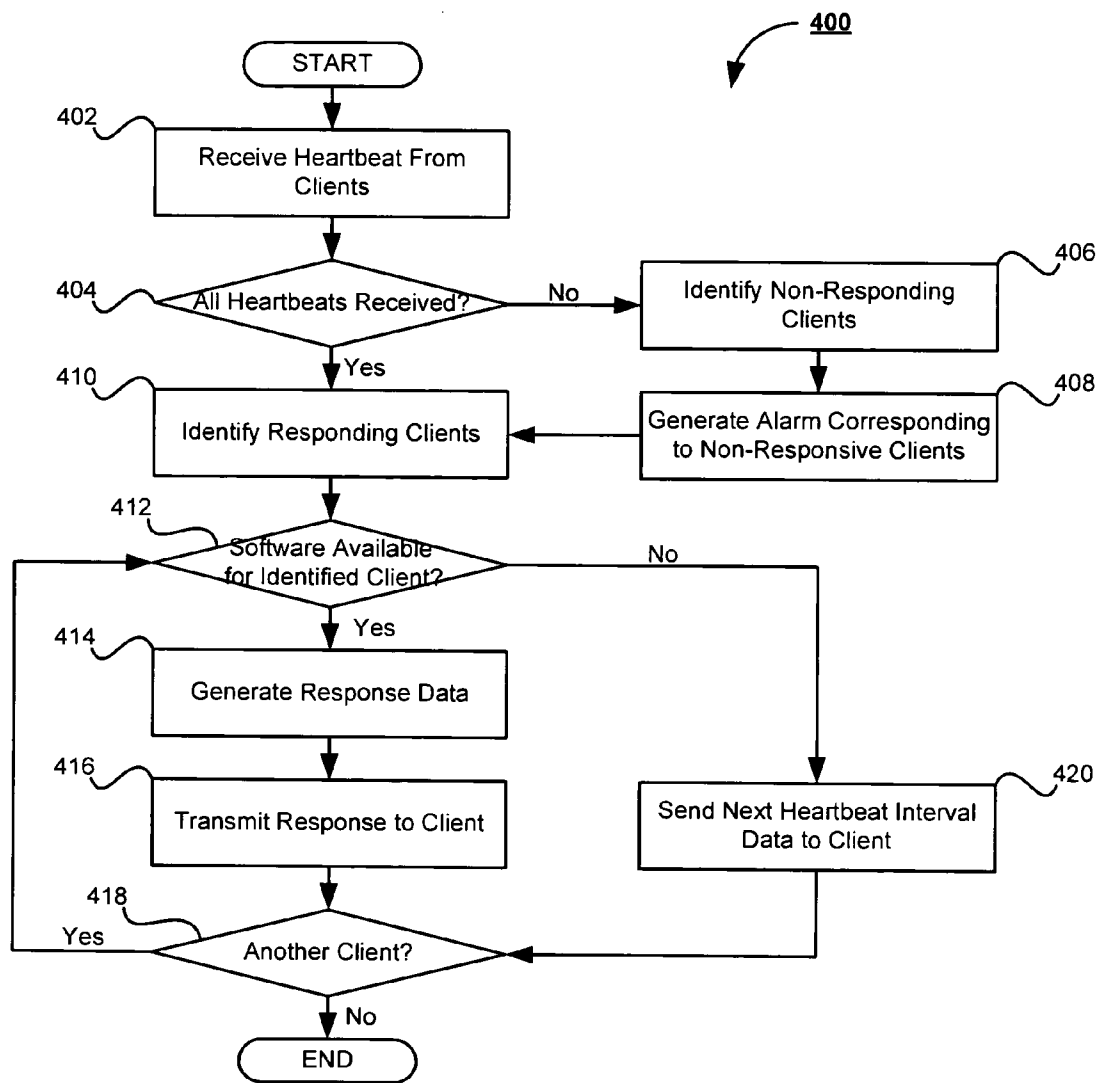 400
START
402
Receive Heartbeat From
Clients
404
All Heartbeats Received?
No
406
Identify Non-Responding
Clients
Yes
408
Generate Alarm Corresponding
to Non-Responsive Clients
410
Identify Responding Clients
412
Software Available
for Identified Client?
No
Yes
414
Generate Response Data
416
Transmit Response to Client
420
Send Next Heartbeat Interval
Data to Client
418
Yes
Another Client?
No
END